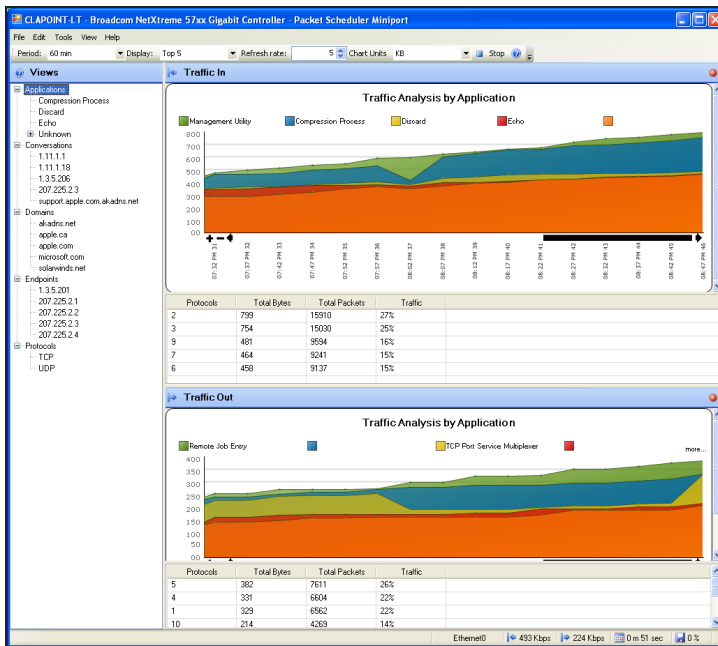 CLAPOINT-LT - Broadcom NetXtreme 57xx Gigabit Controller - Packet Scheduler Miniport
File Edit Tools View Help
Period: 60 min Display: Top 5 Refresh rate: 5 Chart Units KB Stop
Views
Applications
Compression Process
Discard
Echo
Unknown
Conversations
1.11.1.1
1.11.1.18
1.3.5.206
207.225.2.3
support.apple.com.akadns.net
Domains
akadns.net
apple.ca
apple.com
microsoft.com
solarwinds.net
Endpoints
1.3.5.201
207.225.2.1
207.225.2.2
207.225.2.3
207.225.2.4
Protocols
TCP
UDP
Traffic In
Traffic Analysis by Application
Management Utility Compression Process Discard Echo
800
700
600
500
400
300
200
100
00
07:32 PM 31
07:37 PM 32
07:42 PM 33
07:47 PM 34
07:52 PM 35
07:57 PM 36
08:02 PM 37
08:07 PM 38
08:12 PM 39
08:17 PM 40
08:22 PM 41
08:27 PM 42
08:32 PM 43
08:37 PM 44
08:42 PM 45
08:47 PM 46
Protocols Total Bytes Total Packets Traffic
2 799 15910 27%
3 754 15030 25%
9 481 9594 16%
7 464 9241 15%
6 458 9137 15%
Traffic Out
Traffic Analysis by Application
Remote Job Entry TCP Port Service Multiplexer
more...
400
350
300
250
200
150
100
50
00
Protocols Total Bytes Total Packets Traffic
5 382 7611 26%
4 331 6604 22%
1 329 6562 22%
10 214 4269 14%
Ethernet0 493 Kbps 224 Kbps 0 m 51 sec 0 %